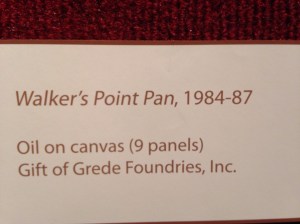 Walker's Point Pan, 1984-87
Oil on canvas (9 panels)
Gift of Grede Foundries, Inc.